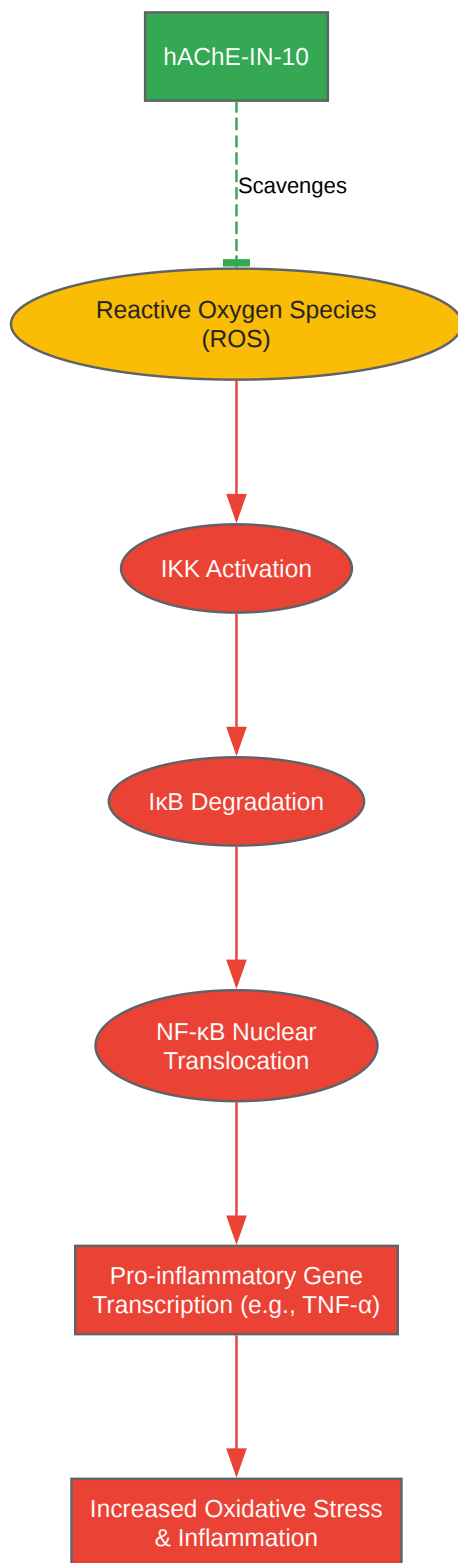 hAChE-IN-10
Scavenges
Reactive Oxygen Species
(ROS)
IKK Activation
IκB Degradation
NF-κB Nuclear
Translocation
Pro-inflammatory Gene
Transcription (e.g., TNF-α)
Increased Oxidative Stress
& Inflammation